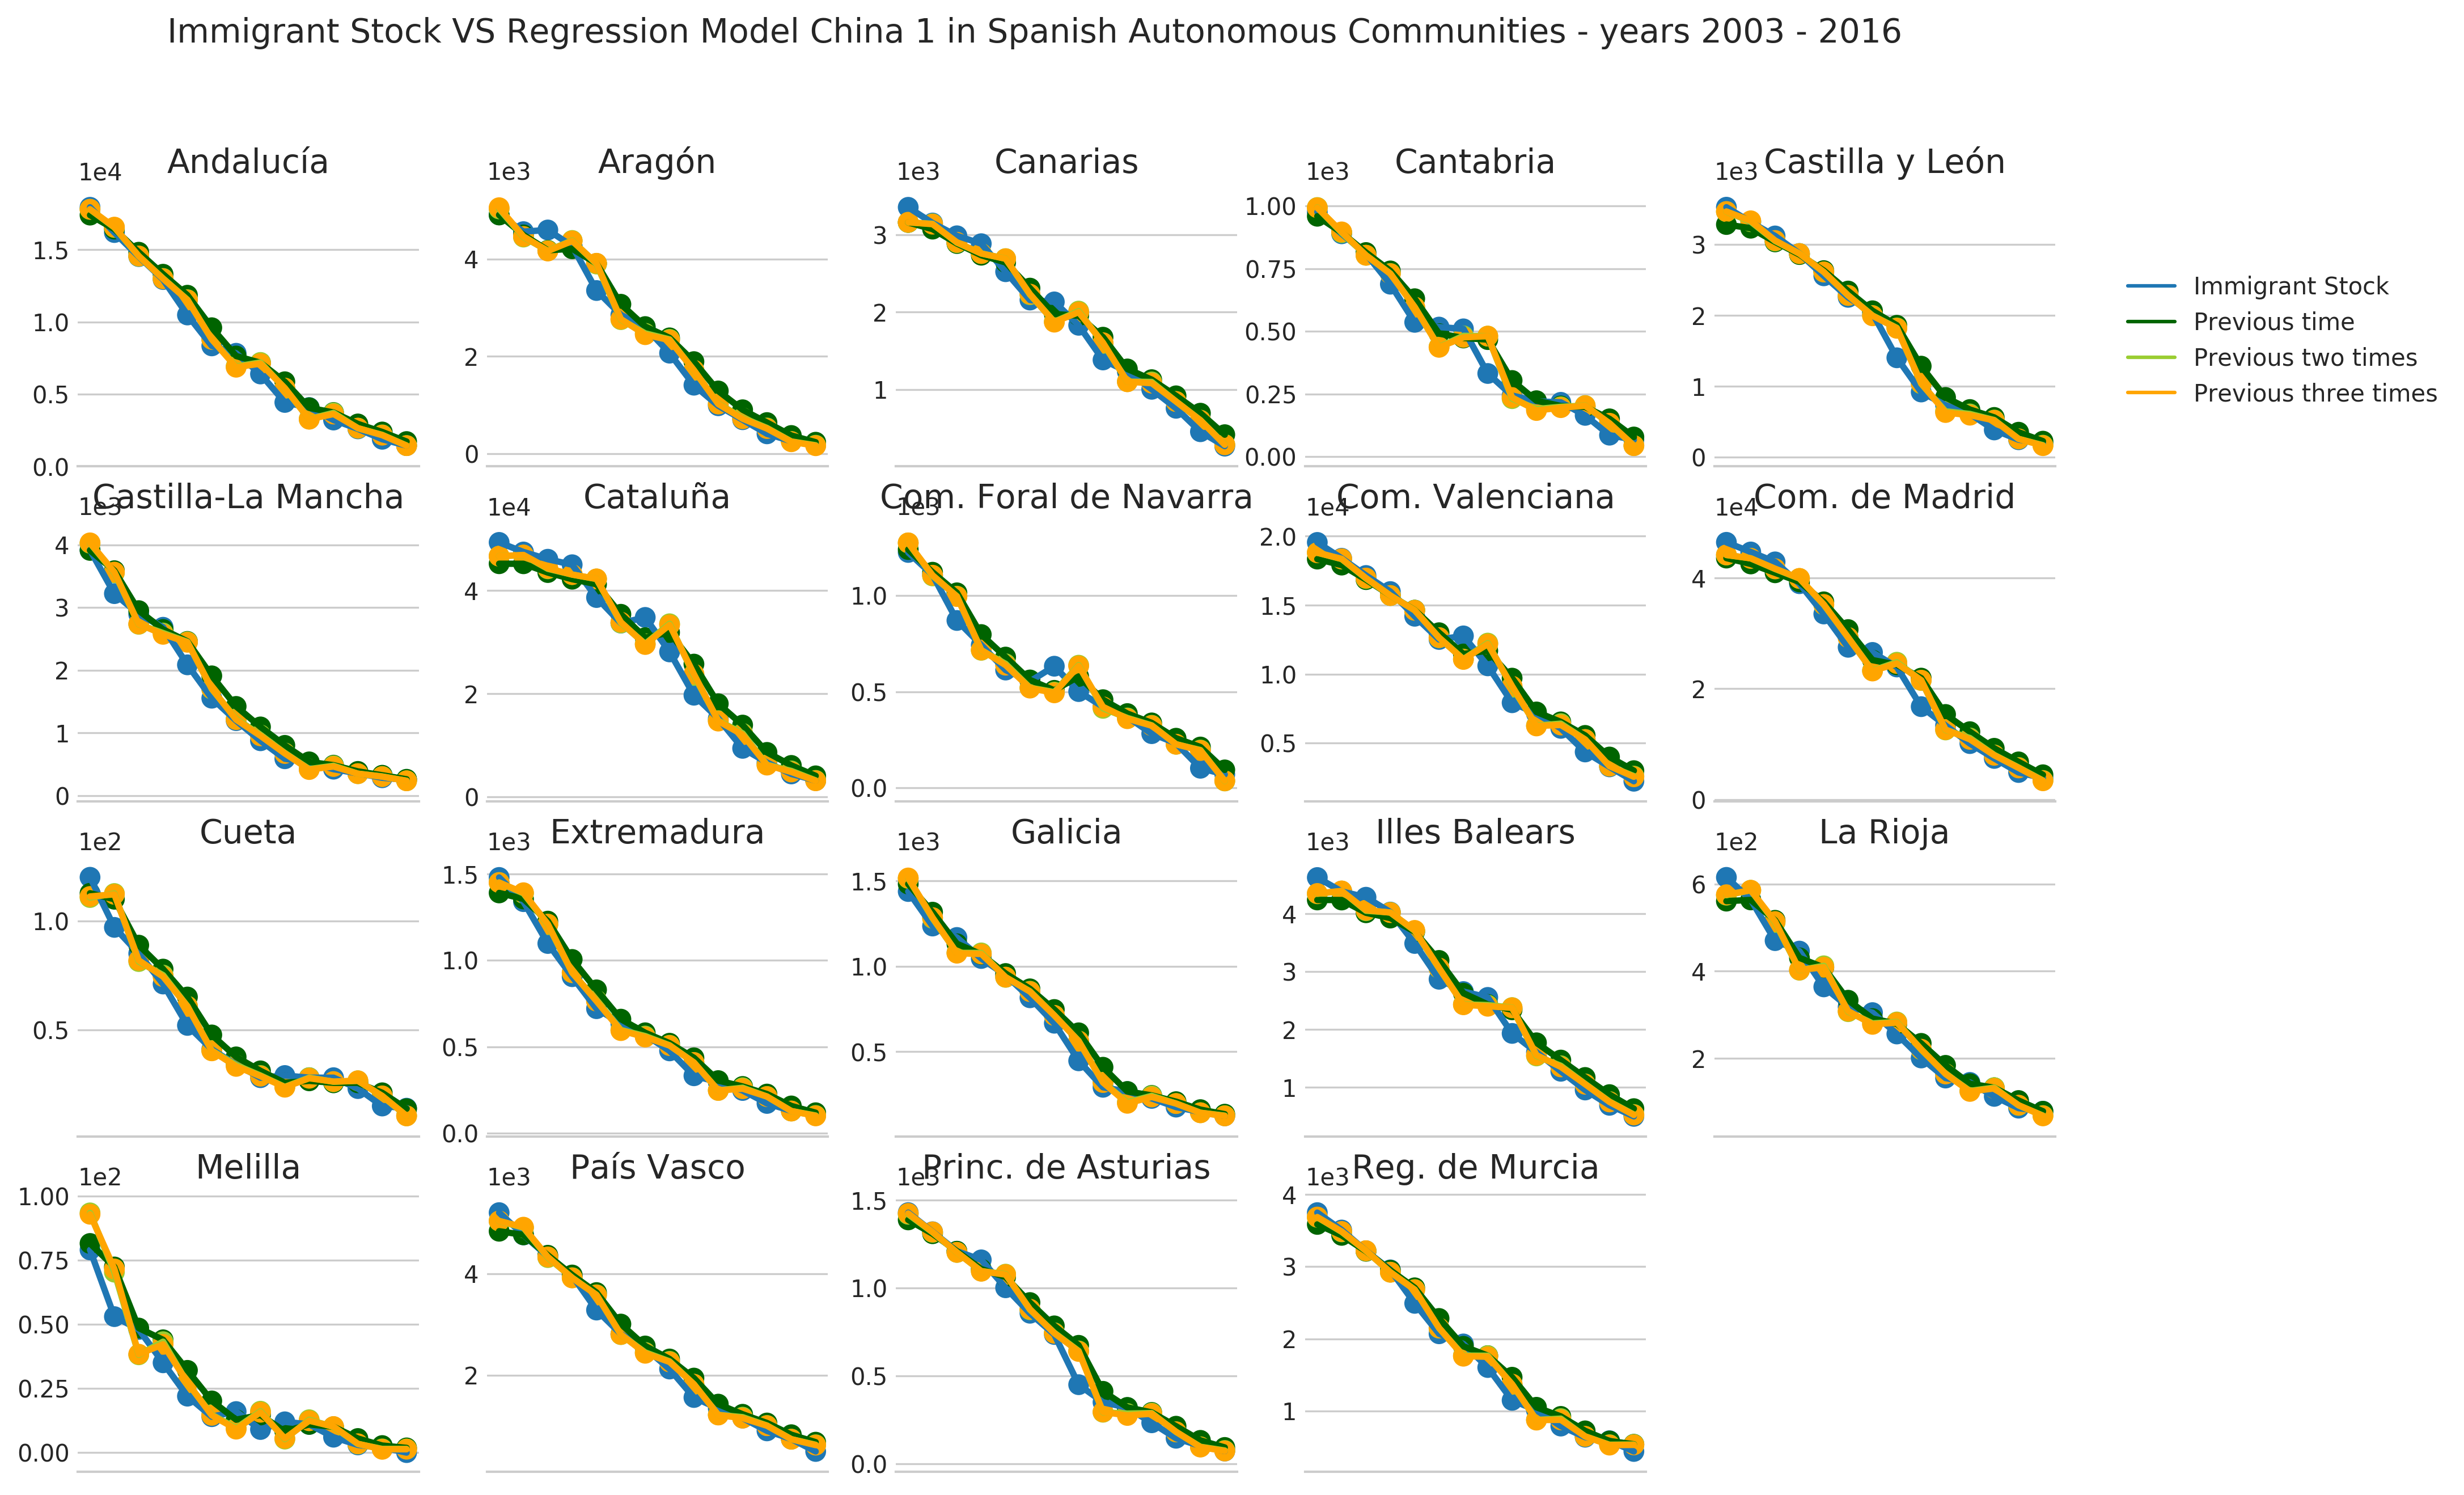 Immigrant Stock VS Regression Model China 1 in Spanish Autonomous Communities - years 2003 - 2016
Andalucía
1e4
1.5
1.0
0.5
0.0
Aragón
1e3
4
2
0
Canarias
1e3
3
2
1
Cantabria
1e3
1.00
0.75
0.50
0.25
0.00
Castilla y León
1e3
3
2
1
0
Immigrant Stock
Previous time
Previous two times
Previous three times
Castilla-La Mancha
1e3
4
3
2
1
0
Cataluña
1e4
4
2
0
Com. Foral de Navarra
1e3
1.0
0.5
0.0
Com. Valenciana
1e4
2.0
1.5
1.0
0.5
Com. de Madrid
1e4
4
2
0
Cueta
1e2
1.0
0.5
Extremadura
1e3
1.5
1.0
0.5
0.0
Galicia
1e3
1.5
1.0
0.5
Illes Balears
1e3
4
3
2
1
La Rioja
1e2
6
4
2
Melilla
1e2
1.00
0.75
0.50
0.25
0.00
País Vasco
1e3
4
2
Princ. de Asturias
1e3
1.5
1.0
0.5
0.0
Reg. de Murcia
1e3
4
3
2
1